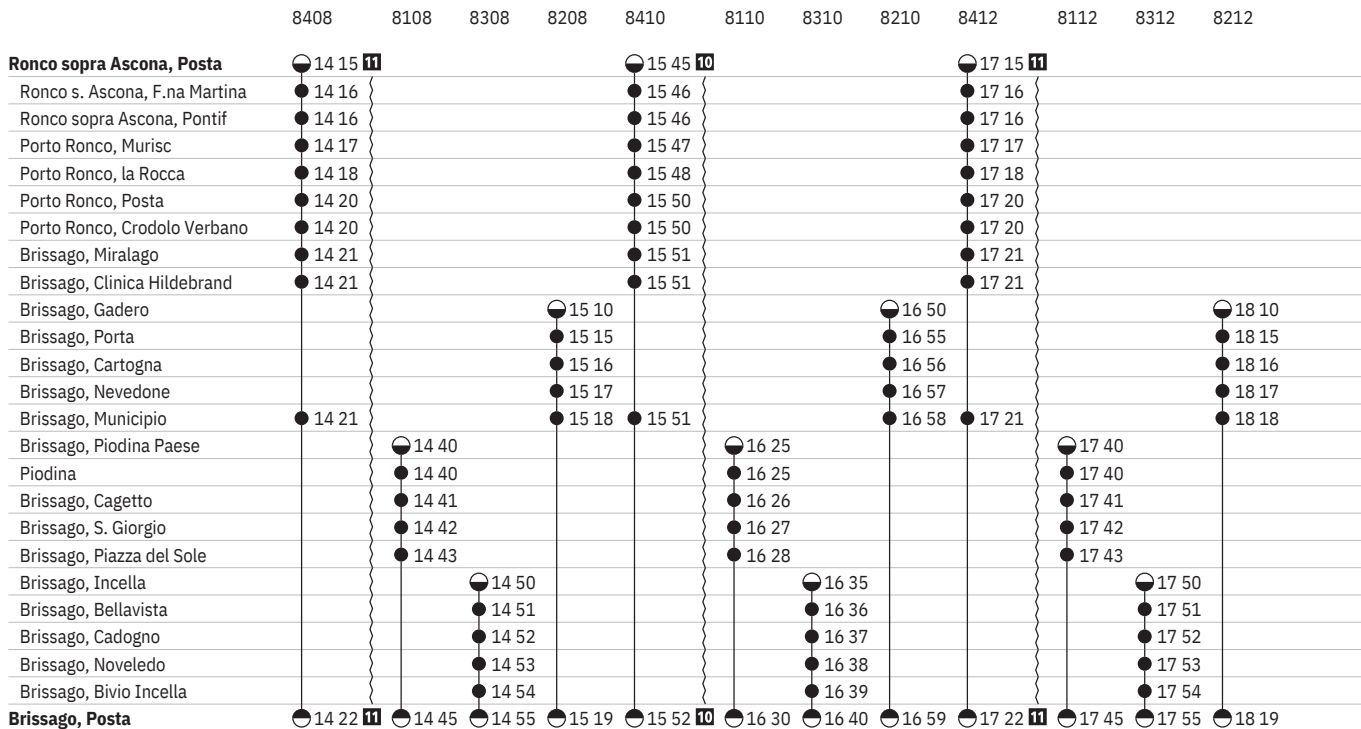 8408 8108 8308 8208 8410 8110 8310 8210 8412 8112 8312 8212
Ronco sopra Ascona, Posta 14 15 11 15 45 10 17 15 11
Ronco s. Ascona, F.na Martina 14 16 15 46 17 16
Ronco sopra Ascona, Pontif 14 16 15 46 17 16
Porto Ronco, Murisc 14 17 15 47 17 17
Porto Ronco, la Rocca 14 18 15 48 17 18
Porto Ronco, Posta 14 20 15 50 17 20
Porto Ronco, Crodolo Verbano 14 20 15 50 17 20
Brissago, Miralago 14 21 15 51 17 21
Brissago, Clinica Hildebrand 14 21 15 51 17 21
Brissago, Gadero 15 10 16 50 18 10
Brissago, Porta 15 15 16 55 18 15
Brissago, Cartogna 15 16 16 56 18 16
Brissago, Nevedone 15 17 16 57 18 17
Brissago, Municipio 14 21 15 18 15 51 16 58 17 21 18 18
Brissago, Piodina Paese 14 40 16 25 17 40
Piodina 14 40 16 25 17 40
Brissago, Cagetto 14 41 16 26 17 41
Brissago, S. Giorgio 14 42 16 27 17 42
Brissago, Piazza del Sole 14 43 16 28 17 43
Brissago, Incella 14 50 16 35 17 50
Brissago, Bellavista 14 51 16 36 17 51
Brissago, Cadogno 14 52 16 37 17 52
Brissago, Noveledo 14 53 16 38 17 53
Brissago, Bivio Incella 14 54 16 39 17 54
Brissago, Posta 14 22 11 14 45 14 55 15 19 15 52 10 16 30 16 40 16 59 17 22 11 17 45 17 55 18 19